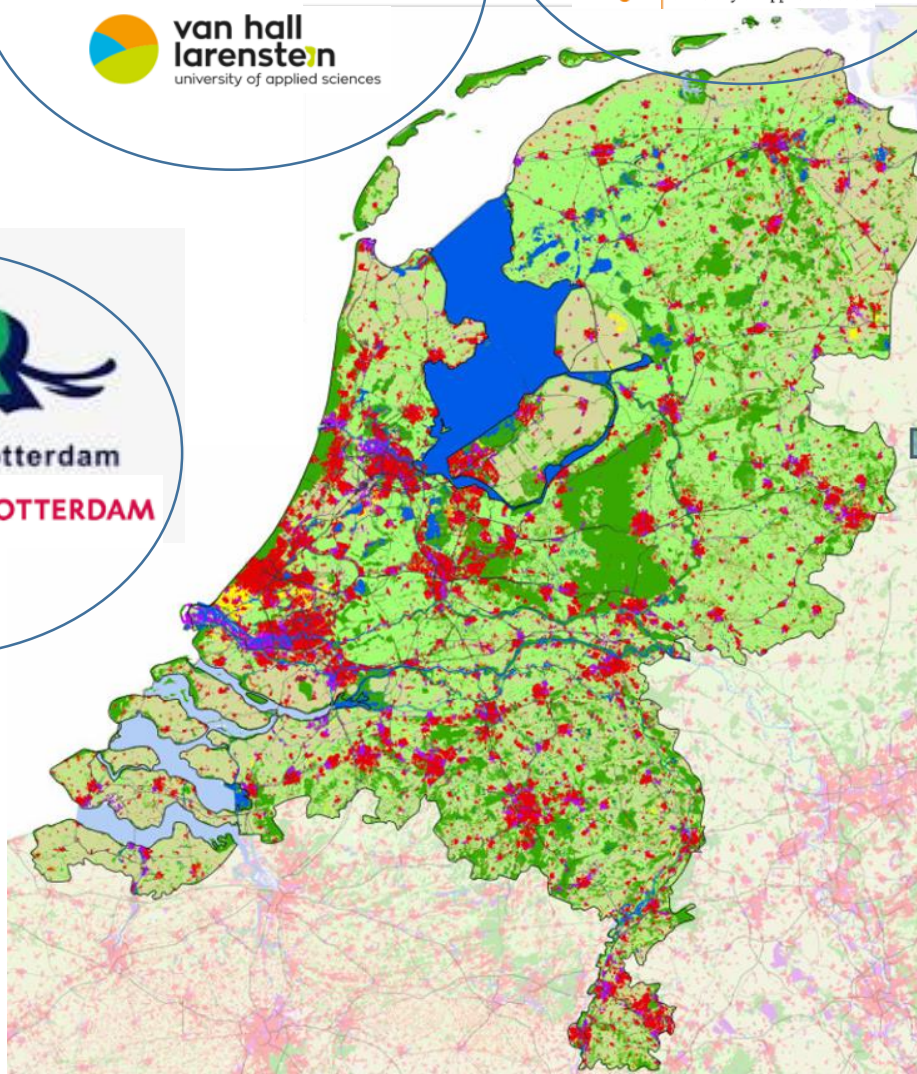 van hall
larenstein
university of applied sciences
tterdam
OTTERDAM